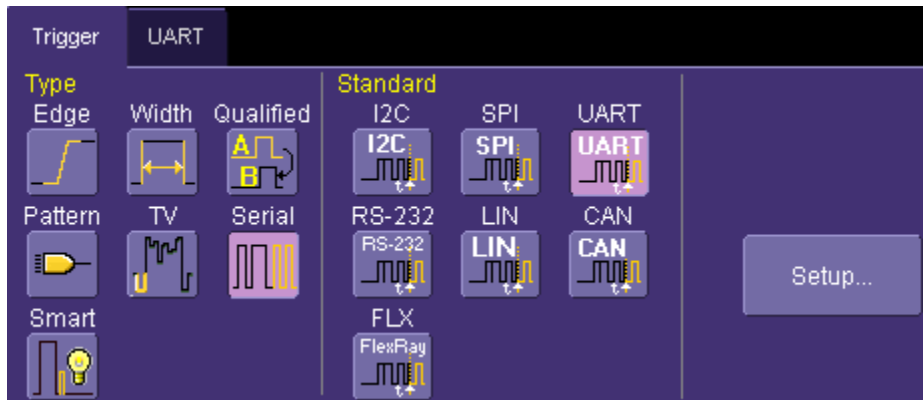 Trigger UART
Type Standard
Edge Width Qualified I2C SPI UART
A
B
I2C SPI UART
Pattern TV Serial RS-232 LIN CAN
U
RS-232 LIN CAN
Setup...
Smart FLX
FlexRay